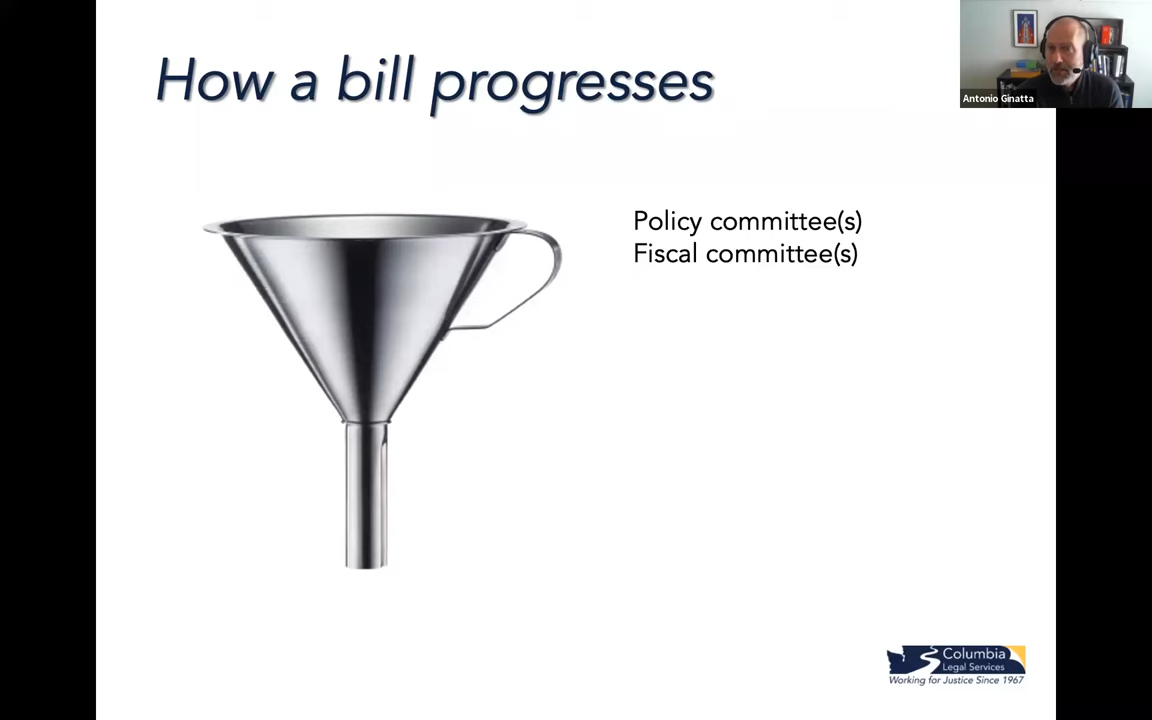 How a bill progresses
Antonio Ginatta
Policy committee(s)
Fiscal committee(s)
Columbia
Legal Services
Working for Justice Since 1967